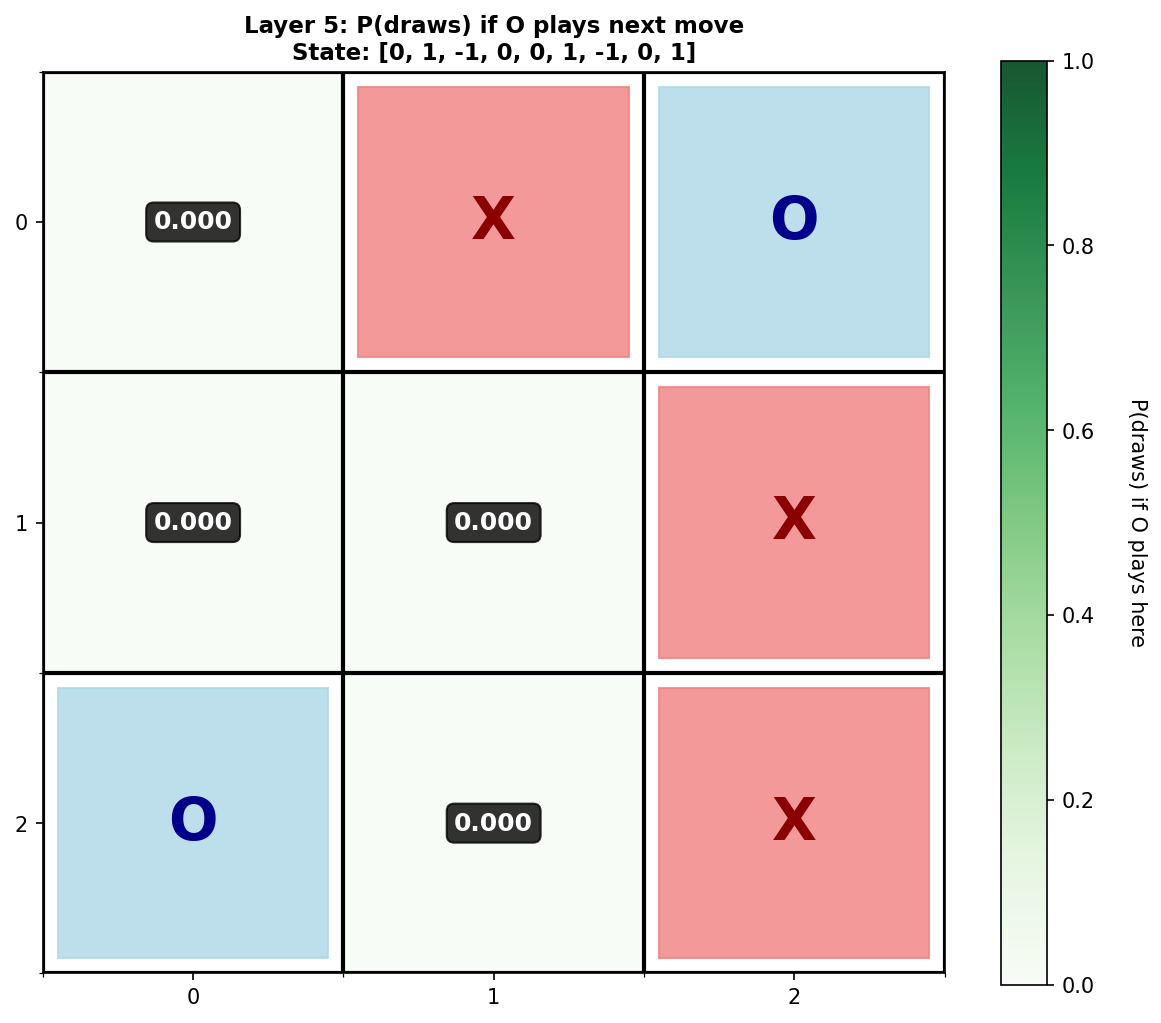 Layer 5: P(draws) if O plays next move
State: [0, 1, -1, 0, 0, 1, -1, 0, 1]
0
0.000
X
O
1
0.000
0.000
X
2
O
0.000
X
0
1
2
1.0
0.8
0.6
0.4
0.2
0.0
P(draws) if O plays here